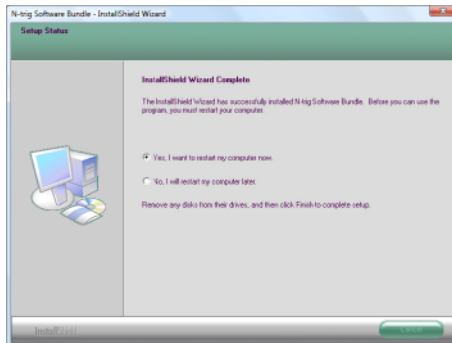 N-trig Software Bundle - InstallShield Wizard
Setup Status
InstallShield Wizard Complete
The InstallShield Wizard has successfully installed N-trig Software Bundle. Before you can use the
program, you must restart your computer.
Yes, I want to restart my computer now.
No, I will restart my computer later.
Remove any disks from their drives, and then click Finish to complete setup.
InstallShield